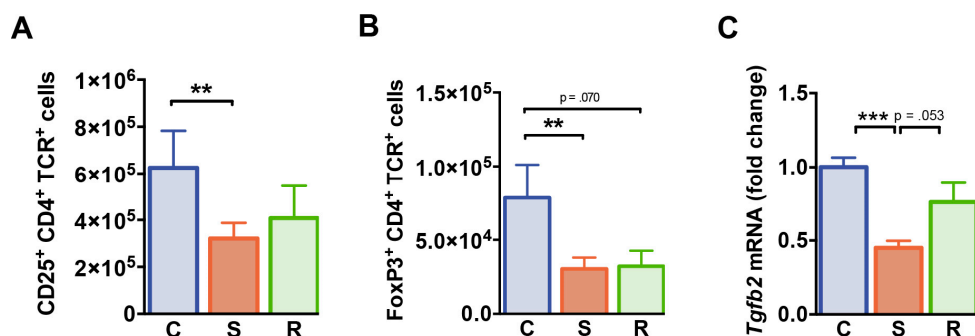 A
CD25⁺ CD4⁺ TCR⁺ cells
1×10⁶
8×10⁵
6×10⁵
4×10⁵
2×10⁵
0
**
C S R
B
FoxP3⁺ CD4⁺ TCR⁺ cells
1.5×10⁵
1.0×10⁵
5.0×10⁴
0.0
p = .070
**
C S R
C
Tgfb2 mRNA (fold change)
1.5
1.0
0.5
0.0
*** p = .053
C S R